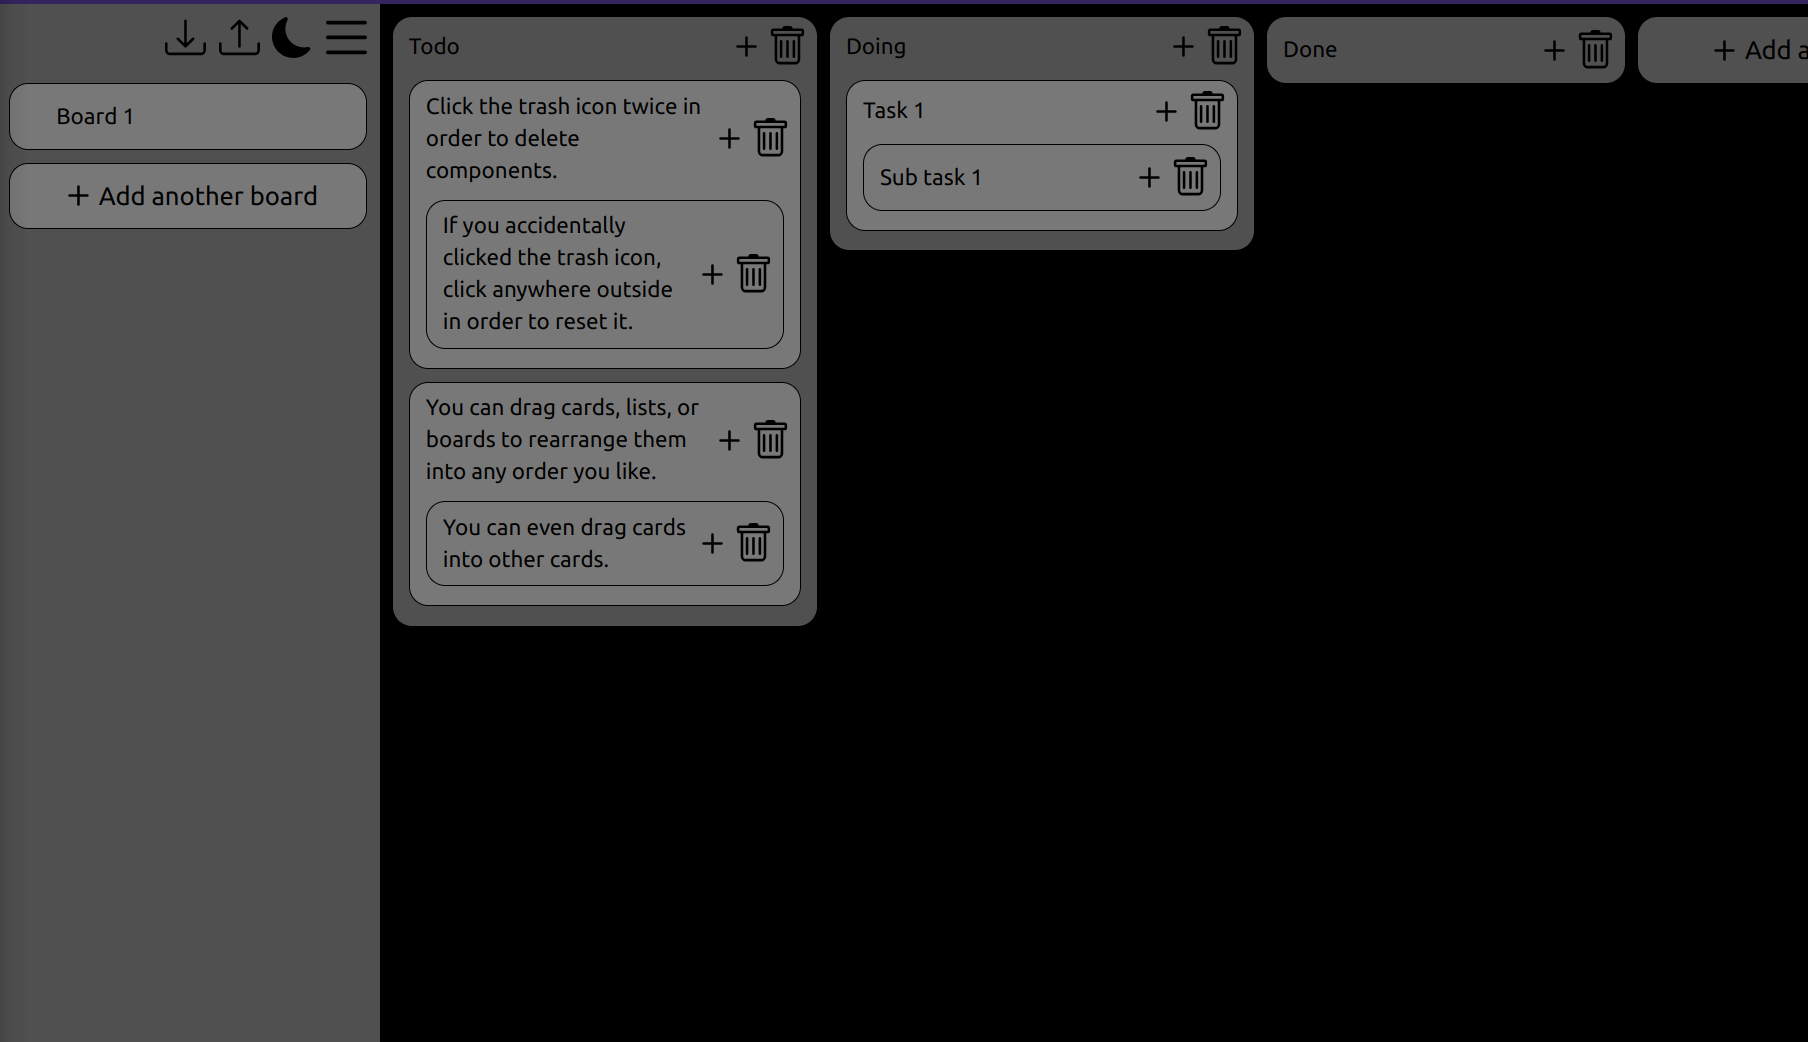 Board 1
+ Add another board
Todo
Click the trash icon twice in
order to delete
components.
If you accidentally
clicked the trash icon,
click anywhere outside
in order to reset it.
You can drag cards, lists, or
boards to rearrange them
into any order you like.
You can even drag cards
into other cards.
Doing
Task 1
Sub task 1
Done
+ Add a